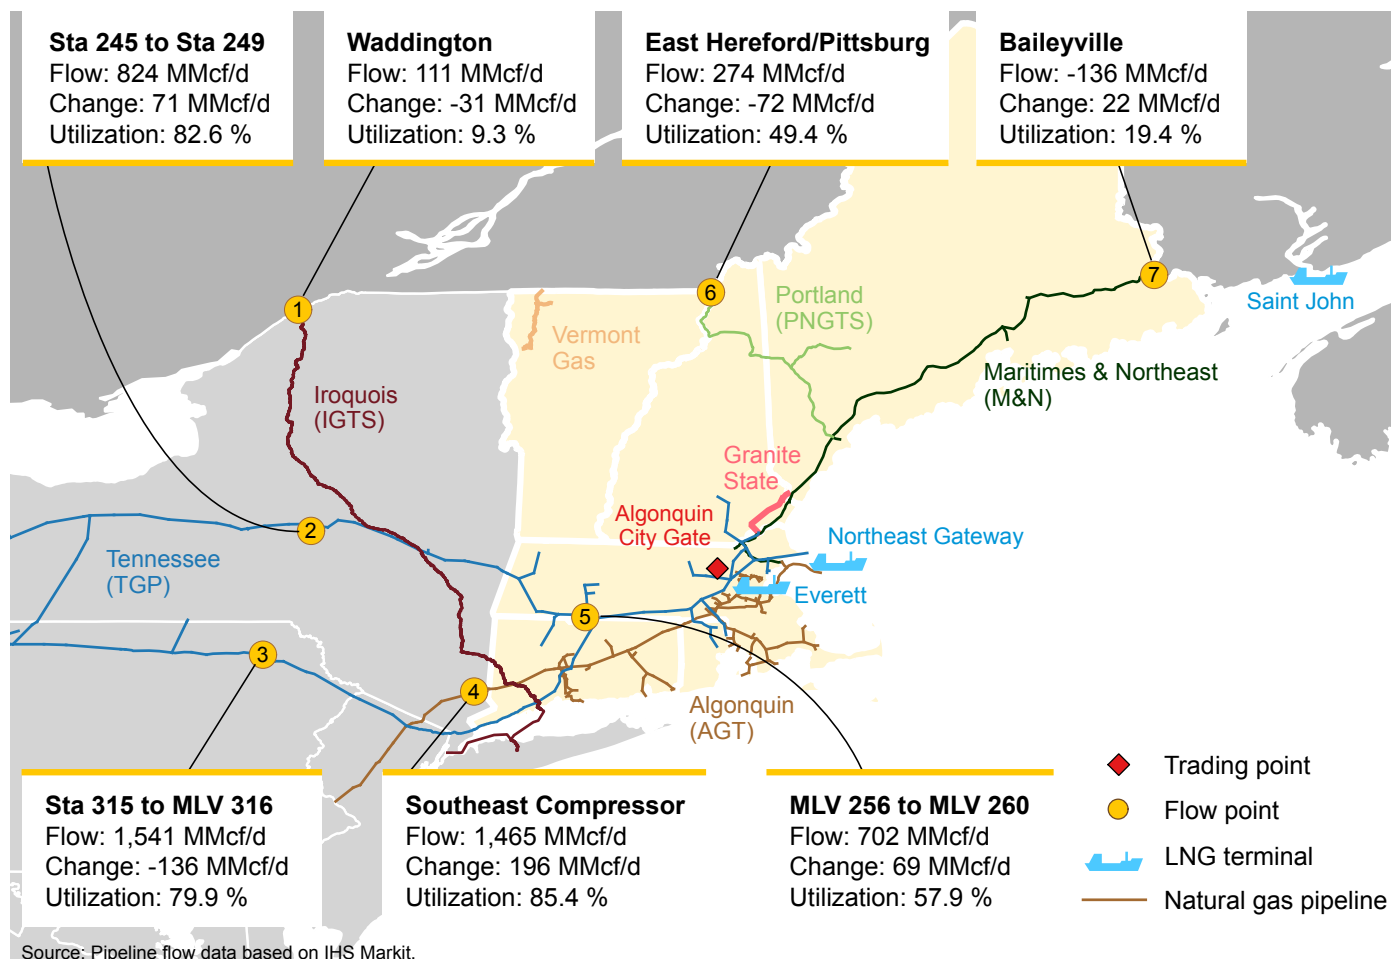 Sta 245 to Sta 249
Flow: 824 MMcf/d
Change: 71 MMcf/d
Utilization: 82.6 %
Waddington
Flow: 111 MMcf/d
Change: -31 MMcf/d
Utilization: 9.3 %
East Hereford/Pittsburg
Flow: 274 MMcf/d
Change: -72 MMcf/d
Utilization: 49.4 %
Baileyville
Flow: -136 MMcf/d
Change: 22 MMcf/d
Utilization: 19.4 %
1
6
7
Saint John
Portland
(PNGTS)
Vermont
Gas
Maritimes & Northeast
(M&N)
Iroquois
(IGTS)
Granite
State
Algonquin
City Gate
2
Northeast Gateway
Tennessee
(TGP)
Everett
5
3
4
Algonquin
(AGT)
Sta 315 to MLV 316
Flow: 1,541 MMcf/d
Change: -136 MMcf/d
Utilization: 79.9 %
Southeast Compressor
Flow: 1,465 MMcf/d
Change: 196 MMcf/d
Utilization: 85.4 %
MLV 256 to MLV 260
Flow: 702 MMcf/d
Change: 69 MMcf/d
Utilization: 57.9 %
Trading point
Flow point
LNG terminal
Natural gas pipeline
Source: Pipeline flow data based on IHS Markit.